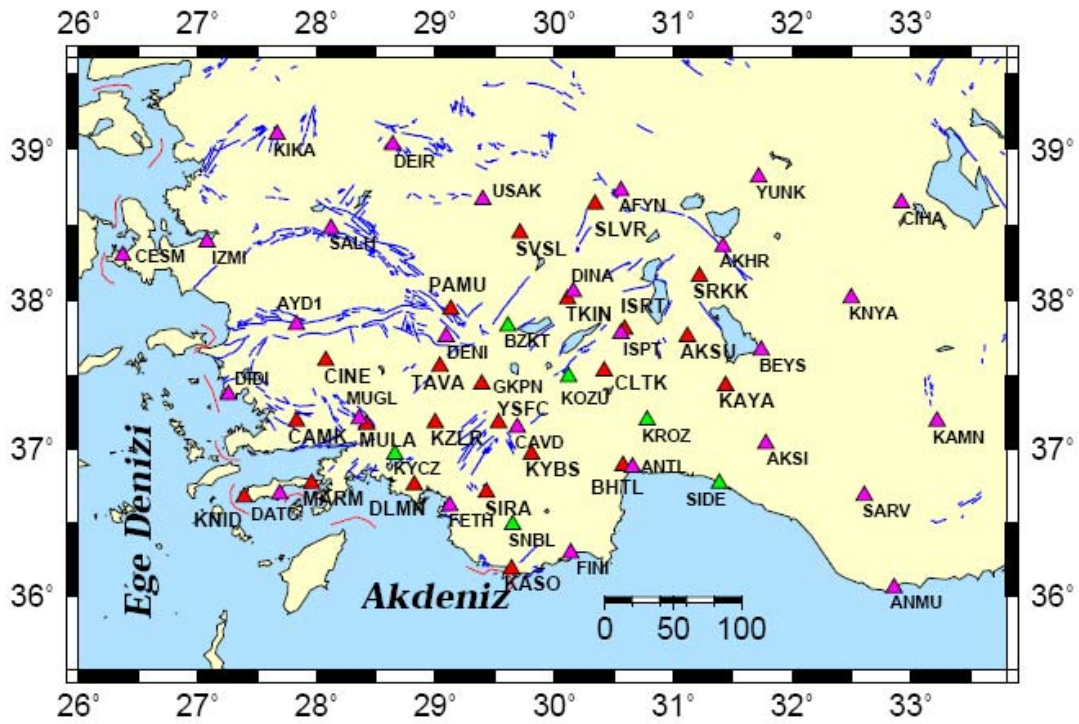 26° 27° 28° 29° 30° 31° 32° 33°
39° 39°
KIKA
DEIR
USAK
AFYN
YUNK
CIHA
SLVR
SALH
SVSL
CESM
IZMI
AKHR
DINA
PAMU
SRKK
38° 38°
AYD1
TKIN
ISRT
KNYA
DENI
BZKT
ISPT
AKSU
BEYS
CINE
TAVA
GKPN
CLTK
DIDI
MUGL
KOZU
KAYA
YSFC
CAMK
MULA
KZLR
CAVD
KROZ
KAMN
37° 37°
AKSI
KYCZ
KYBS
ANTL
BHTL
SIDE
MARM
KNID
DATC
DLMN
FETH
SIRA
SARV
SNBL
FINI
KASO
36° 36°
Ege Denizi
Akdeniz
ANMU
0 50 100
26° 27° 28° 29° 30° 31° 32° 33°